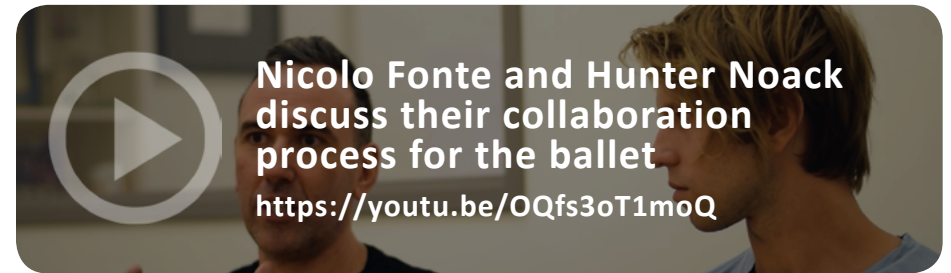 Nicolo Fonte and Hunter Noack
discuss their collaboration
process for the ballet
https://youtu.be/OQfs3oT1moQ